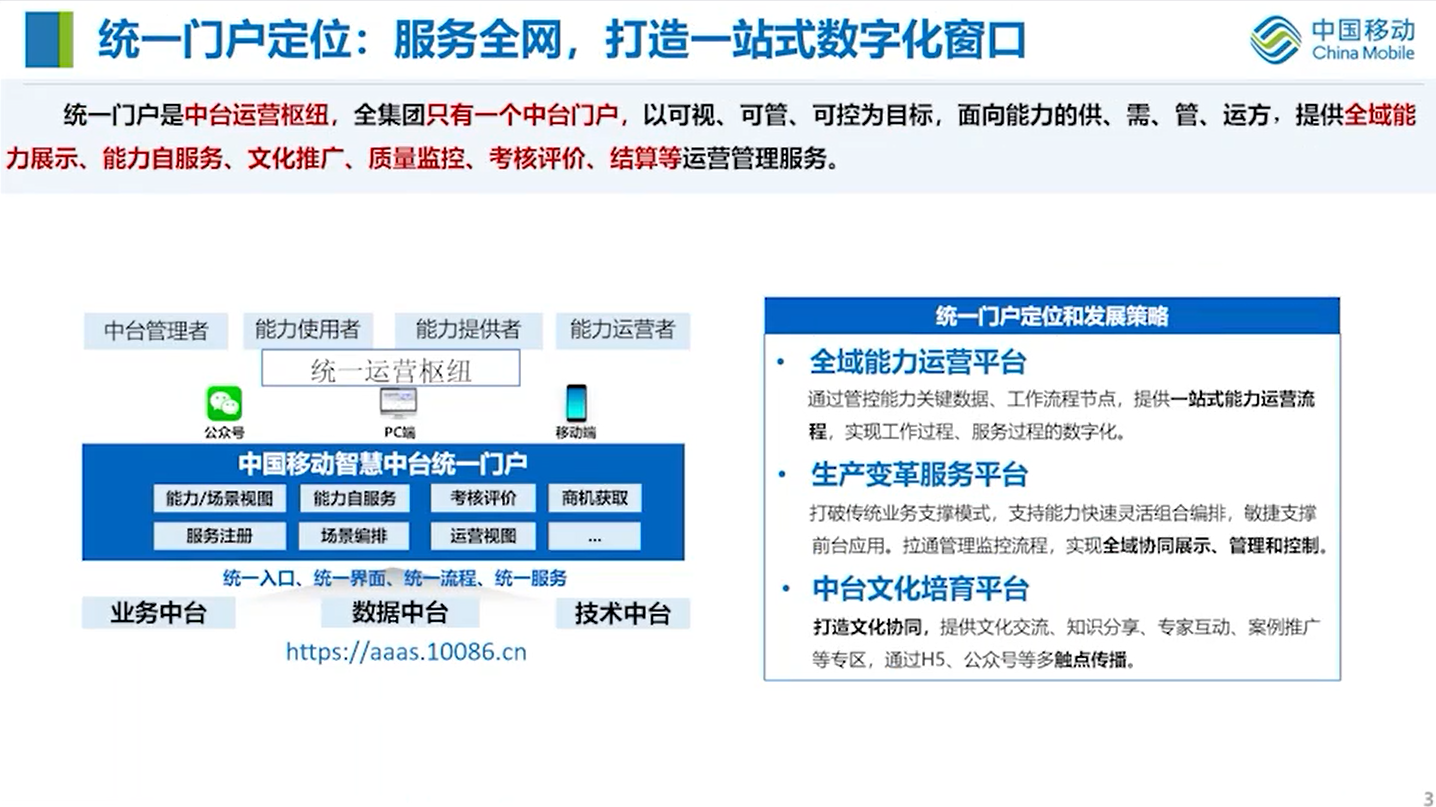 统一门户定位：服务全网，打造一站式数字化窗口
中国移动
China Mobile
统一门户是中台运营枢纽，全集团只有一个中台门户，以可视、可管、可控为目标，面向能力的供、需、管、运方，提供全域能
力展示、能力自服务、文化推广、质量监控、考核评价、结算等运营管理服务。
中台管理者 能力使用者 能力提供者 能力运营者
统一运营枢纽
公众号 PC端 移动端
中国移动智慧中台统一门户
能力/场景视图 能力自服务 考核评价 商机获取
服务注册 场景编排 运营视图 ...
统一入口、统一界面、统一流程、统一服务
业务中台 数据中台 技术中台
https://aaas.10086.cn
统一门户定位和发展策略
• 全域能力运营平台
通过管控能力关键数据、工作流程节点，提供一站式能力运营流
程，实现工作过程、服务过程的数字化。
• 生产变革服务平台
打破传统业务支撑模式，支持能力快速灵活组合编排，敏捷支撑
前台应用。拉通管理监控流程，实现全域协同展示、管理和控制。
• 中台文化培育平台
打造文化协同，提供文化交流、知识分享、专家互动、案例推广
等专区，通过H5、公众号等多触点传播。
3